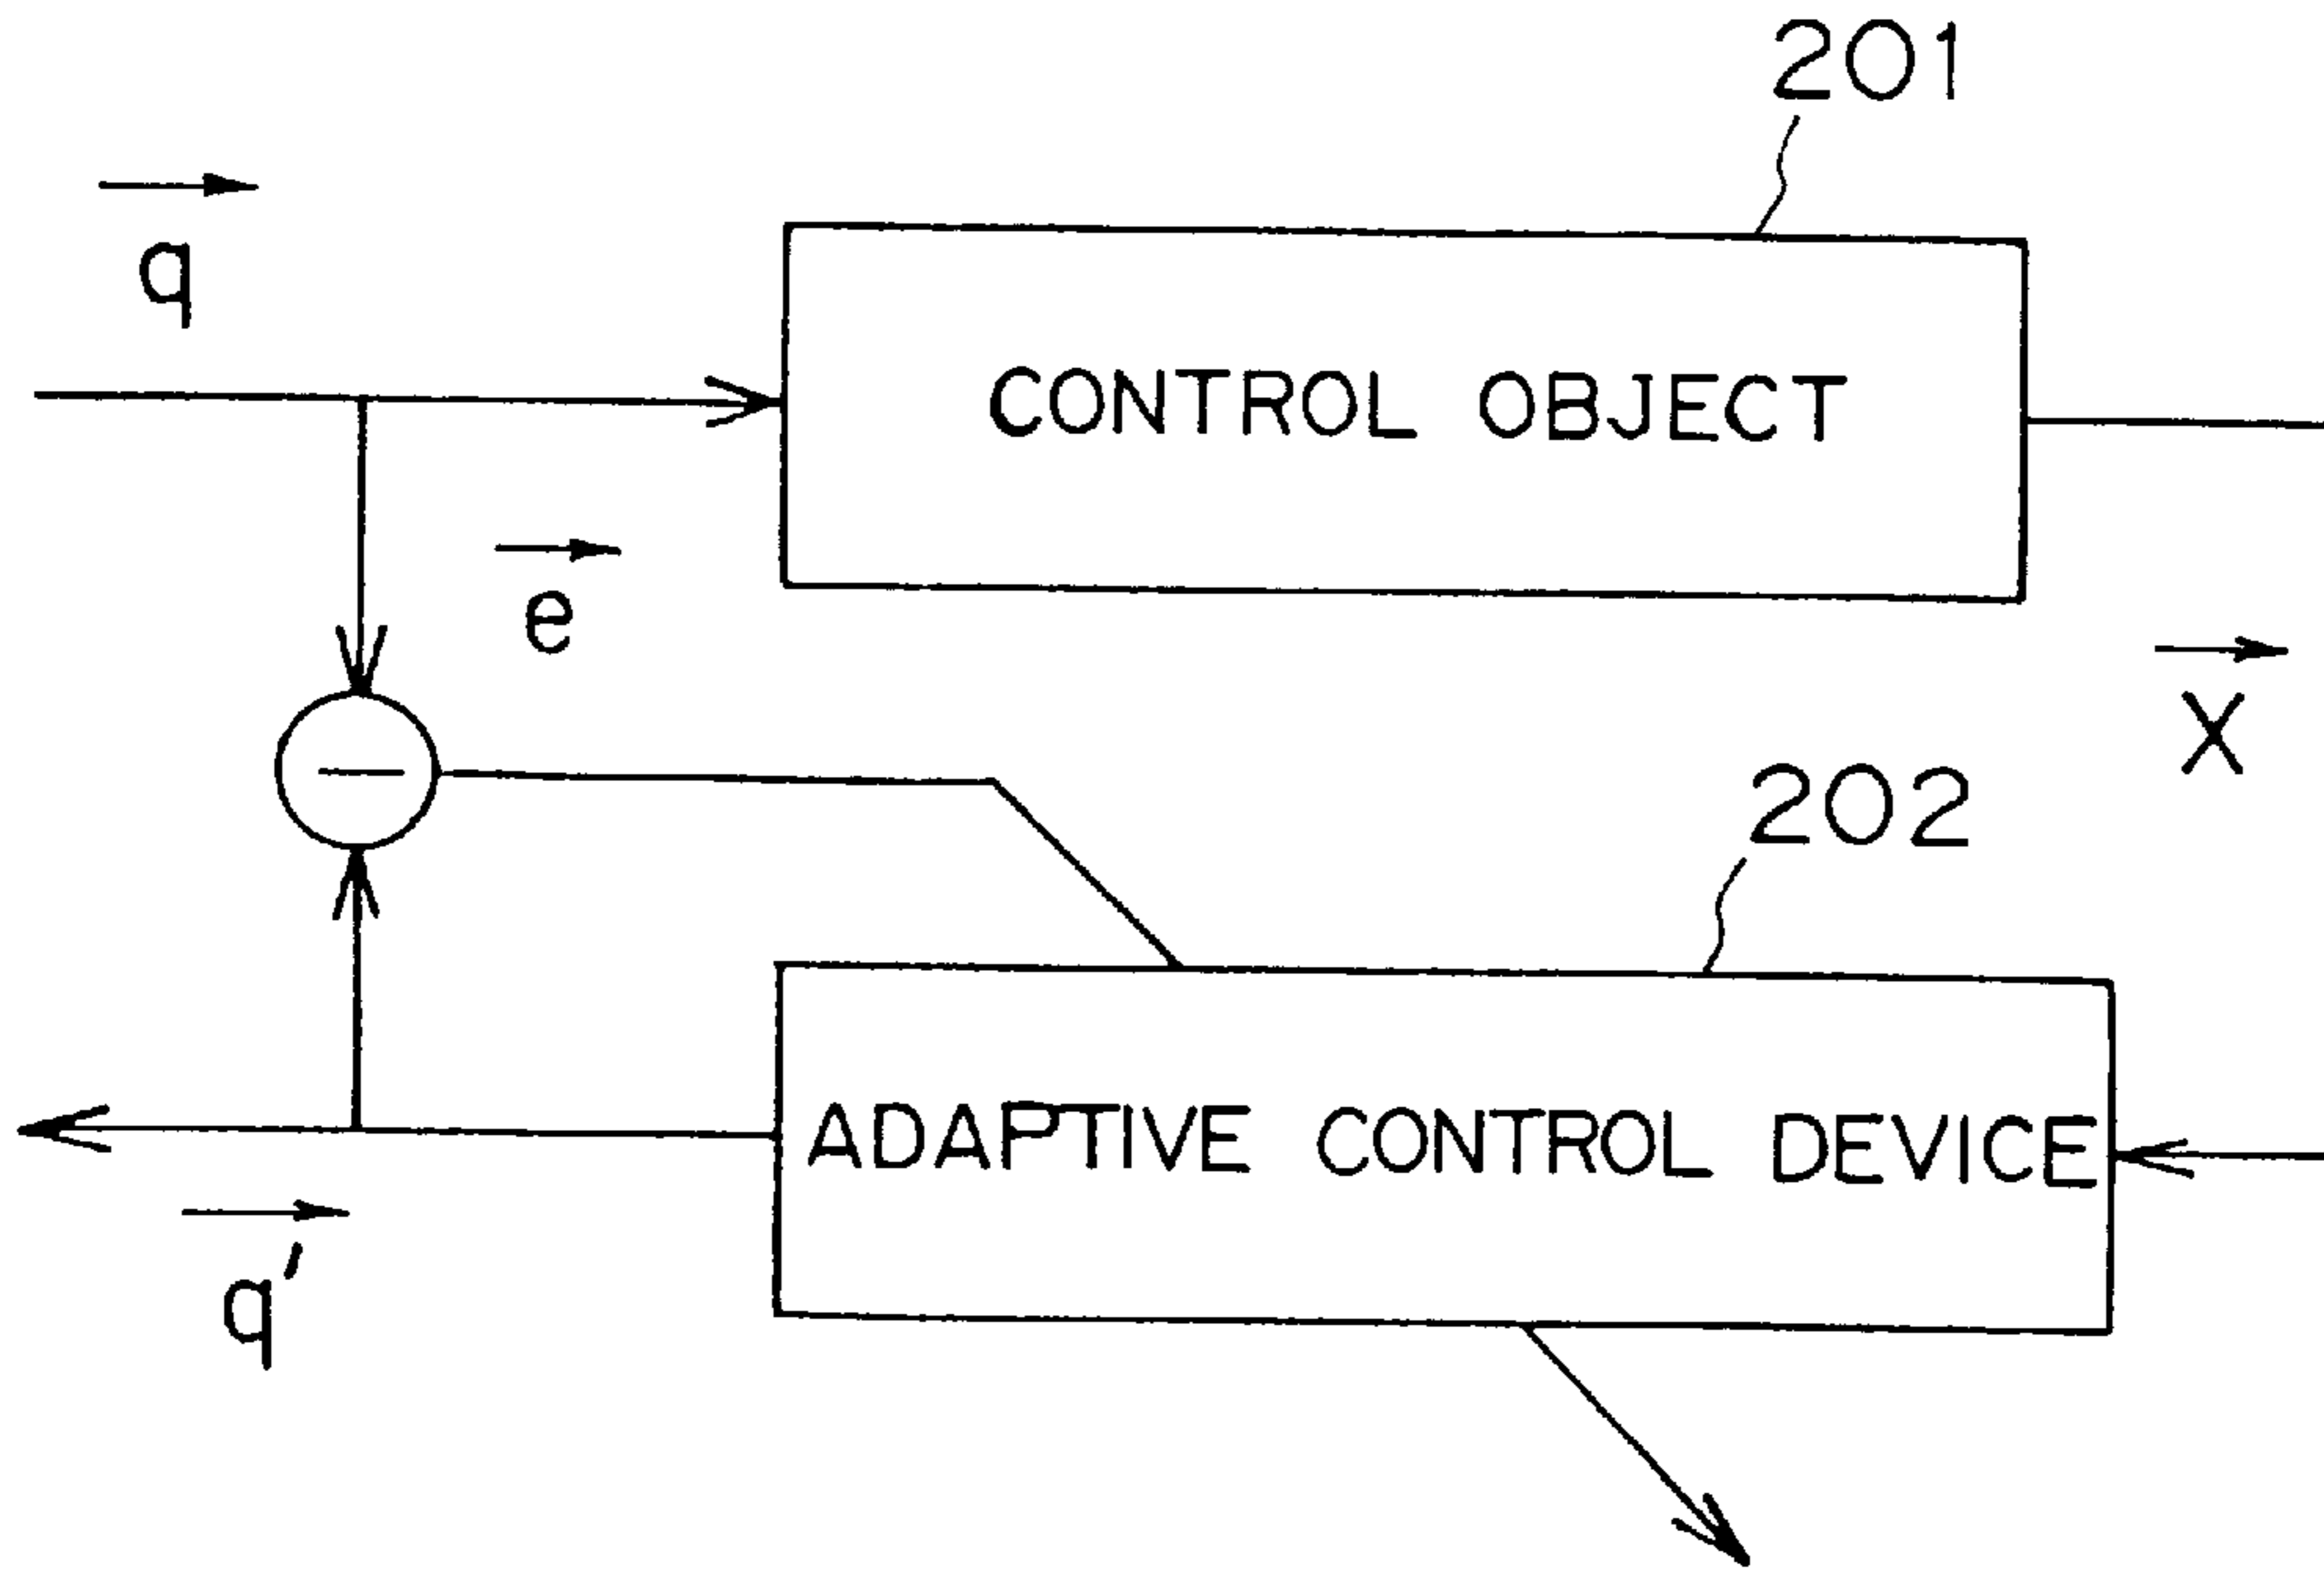 201
q
CONTROL OBJECT
e
X
202
ADAPTIVE CONTROL DEVICE
q'